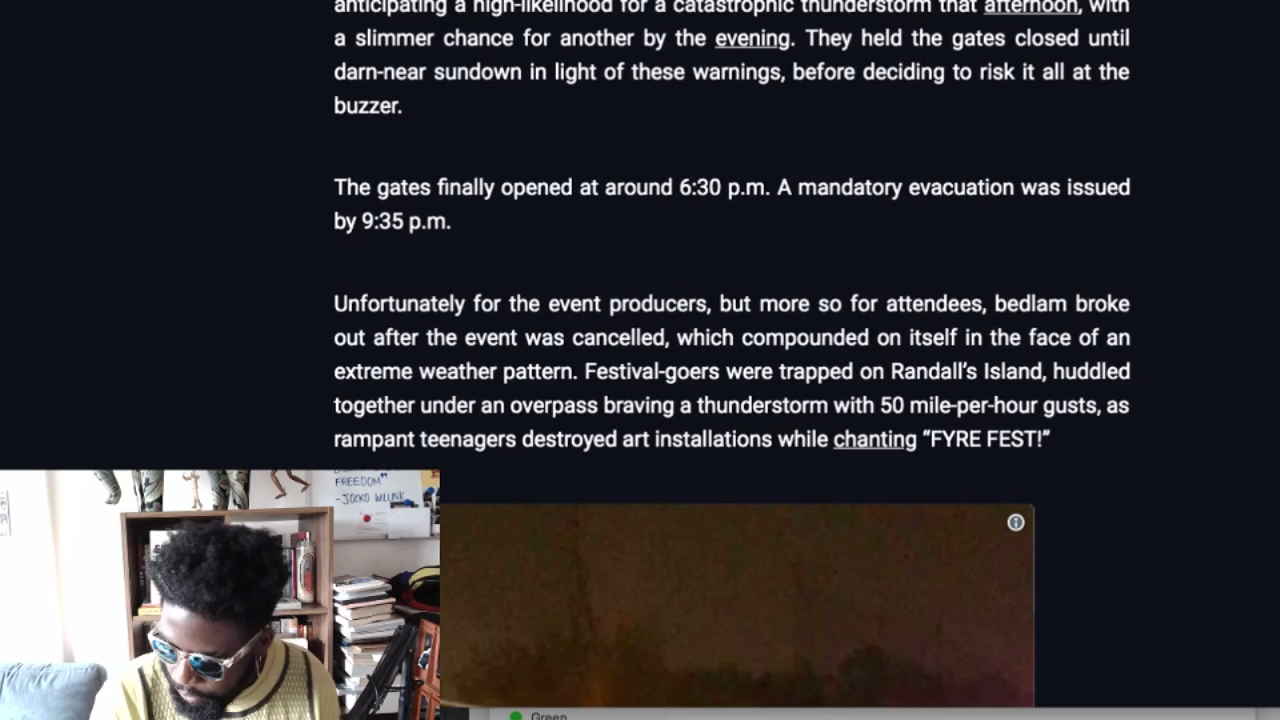 anticipating a high-likelihood for a catastrophic thunderstorm that afternoon, with
a slimmer chance for another by the evening. They held the gates closed until
darn-near sundown in light of these warnings, before deciding to risk it all at the
buzzer.
The gates finally opened at around 6:30 p.m. A mandatory evacuation was issued
by 9:35 p.m.
Unfortunately for the event producers, but more so for attendees, bedlam broke
out after the event was cancelled, which compounded on itself in the face of an
extreme weather pattern. Festival-goers were trapped on Randall’s Island, huddled
together under an overpass braving a thunderstorm with 50 mile-per-hour gusts, as
rampant teenagers destroyed art installations while chanting “FYRE FEST!”
FREEDOM"
-JOCKO WILLINK
Green